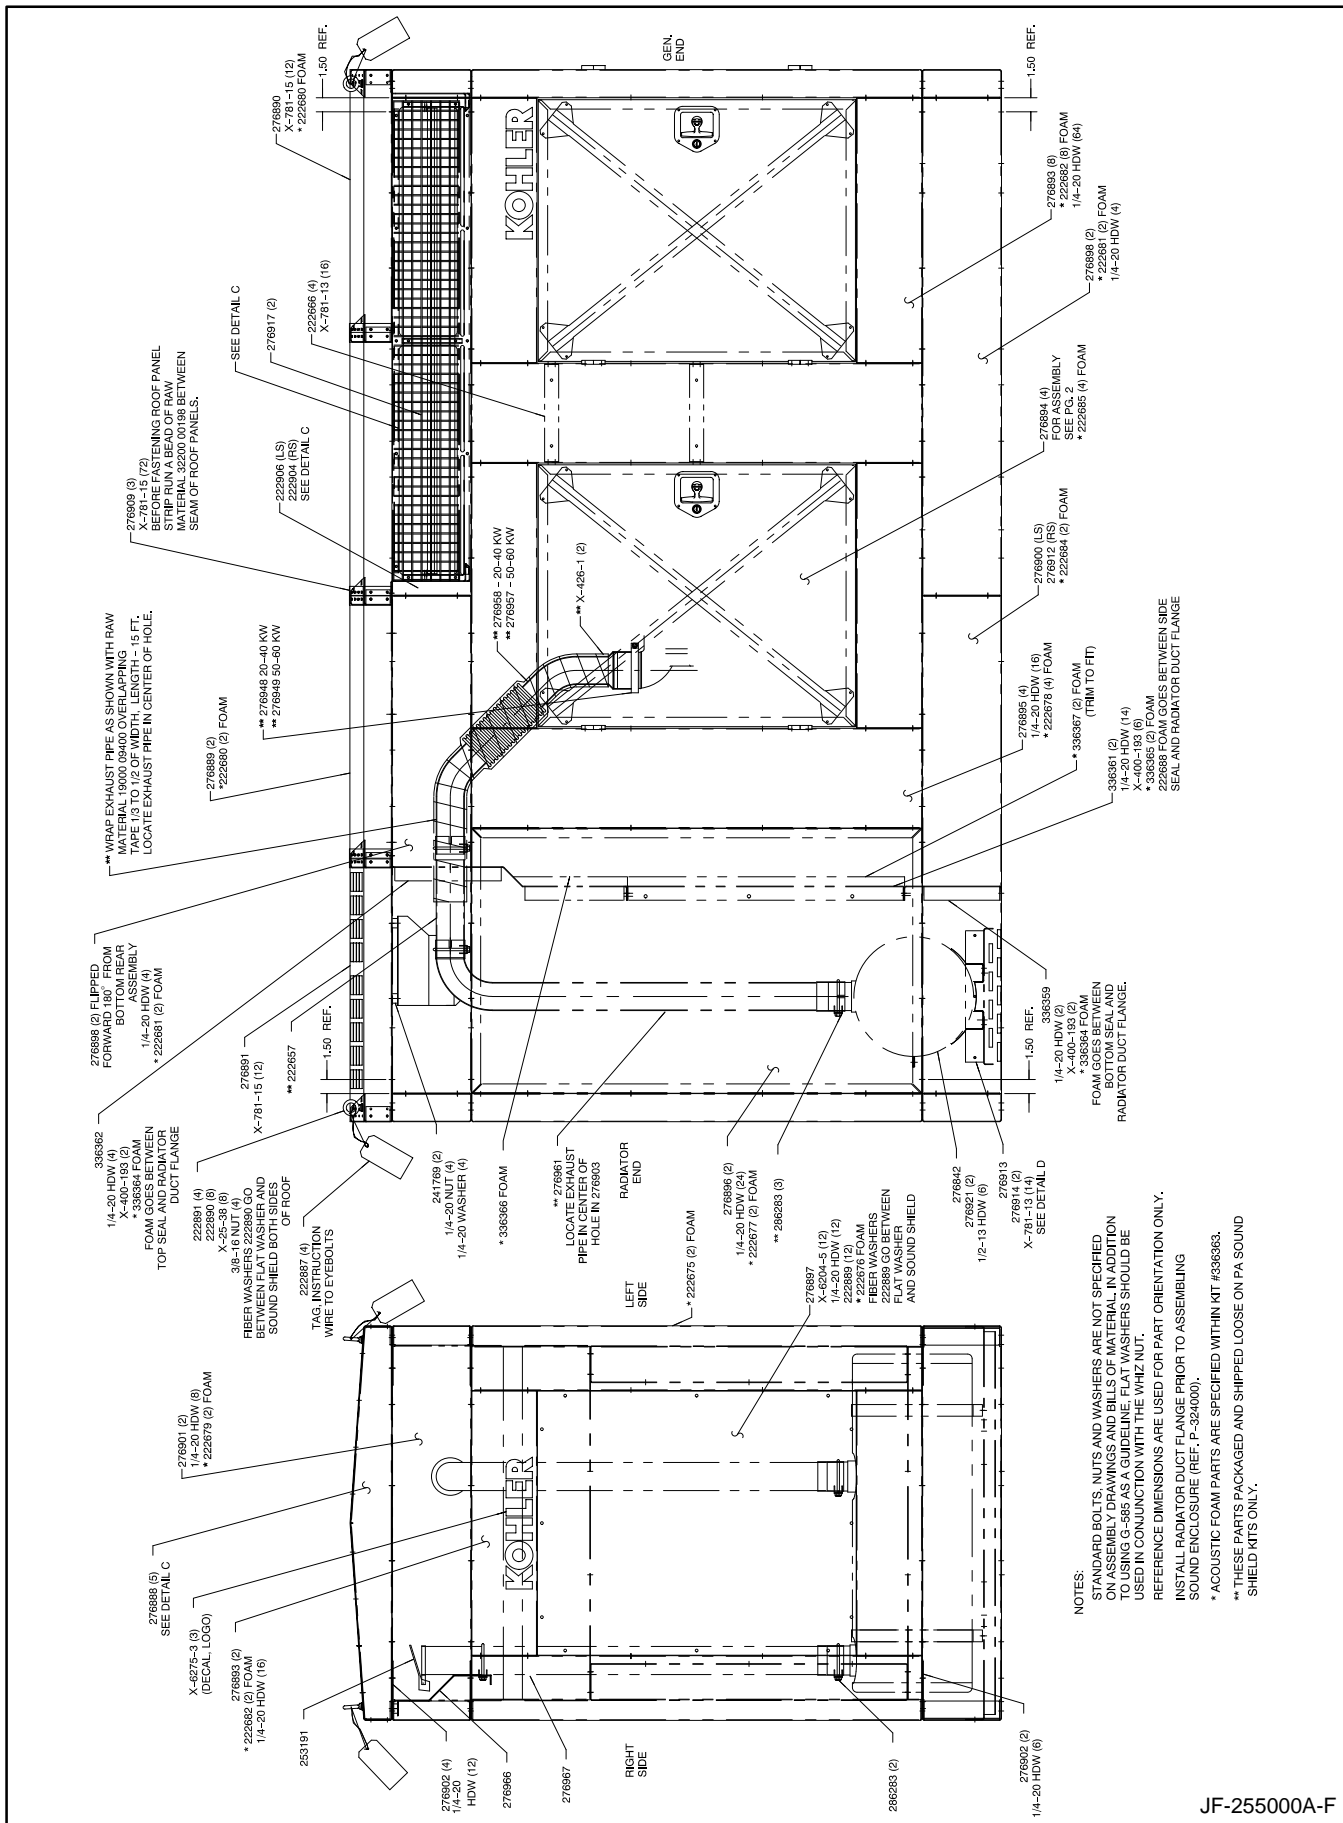 276890
X-781-15 (12)
* 222680 FOAM
1.50 REF.
GEN.
END
1.50 REF.
276909 (3)
X-781-15 (72)
BEFORE FASTENING ROOF PANEL
STRIP RUN A BEAD OF RAW
MATERIAL 32200 00198 BETWEEN
SEAM OF ROOF PANELS.
SEE DETAIL C
276917 (2)
222666 (4)
X-781-13 (16)
222906 (LS)
222904 (RS)
SEE DETAIL C
KOHLER
276893 (8)
* 222682 (8) FOAM
1/4-20 HDW (64)
276898 (2)
* 222681 (2) FOAM
1/4-20 HDW (4)
276894 (4)
FOR ASSEMBLY
SEE PG. 2
* 222685 (4) FOAM
276900 (LS)
276912 (RS)
* 222684 (2) FOAM
** WRAP EXHAUST PIPE AS SHOWN WITH RAW
MATERIAL 19000 09400 OVERLAPPING
TAPE 1/3 TO 1/2 OF WIDTH, LENGTH - 15 FT.
LOCATE EXHAUST PIPE IN CENTER OF HOLE.
276889 (2)
*222680 (2) FOAM
** 276948 20-40 KW
** 276949 50-60 KW
** 276958 - 20-40 KW
** 276957 - 50-60 KW
** X-426-1 (2)
276895 (4)
1/4-20 HDW (16)
* 222678 (4) FOAM
* 336367 (2) FOAM
(TRIM TO FIT)
336361 (2)
1/4-20 HDW (14)
X-400-193 (6)
* 336365 (2) FOAM
222688 FOAM GOES BETWEEN SIDE
SEAL AND RADIATOR DUCT FLANGE
276898 (2) FLIPPED
FORWARD 180° FROM
BOTTOM REAR
ASSEMBLY
1/4-20 HDW (4)
* 222681 (2) FOAM
276891
X-781-15 (12)
** 222657
1.50 REF.
1.50 REF.
336359
1/4-20 HDW (2)
X-400-193 (2)
* 336364 FOAM
FOAM GOES BETWEEN
BOTTOM SEAL AND
RADIATOR DUCT FLANGE.
336362
1/4-20 HDW (4)
X-400-193 (2)
* 336364 FOAM
FOAM GOES BETWEEN
TOP SEAL AND RADIATOR
DUCT FLANGE
222891 (4)
222890 (8)
X-25-38 (8)
3/8-16 NUT (4)
FIBER WASHERS 222890 GO
BETWEEN FLAT WASHER AND
SOUND SHIELD BOTH SIDES
OF ROOF
222887 (4)
TAG, INSTRUCTION
WIRE TO EYEBOLTS
241769 (2)
1/4-20 NUT (4)
1/4-20 WASHER (4)
* 336366 FOAM
** 276961
LOCATE EXHAUST
PIPE IN CENTER OF
HOLE IN 276903
RADIATOR
END
276896 (2)
1/4-20 HDW (24)
* 222677 (2) FOAM
** 286283 (3)
276842
276921 (2)
1/2-13 HDW (6)
276913
276914 (2)
X-781-13 (14)
SEE DETAIL D
LEFT
SIDE
* 222675 (2) FOAM
276897
X-6204-5 (12)
1/4-20 HDW (12)
222889 (12)
* 222676 FOAM
FIBER WASHERS
222889 GO BETWEEN
FLAT WASHER
AND SOUND SHIELD
276901 (2)
1/4-20 HDW (8)
* 222679 (2) FOAM
276888 (5)
SEE DETAIL C
X-6275-3 (3)
(DECAL, LOGO)
276893 (2)
* 222682 (2) FOAM
1/4-20 HDW (16)
253191
KOHLER
276902 (4)
1/4-20
HDW (12)
276966
276967
RIGHT
SIDE
286283 (2)
276902 (2)
1/4-20 HDW (6)
NOTES:
STANDARD BOLTS, NUTS AND WASHERS ARE NOT SPECIFIED
ON ASSEMBLY DRAWINGS AND BILLS OF MATERIAL. IN ADDITION
TO USING G-585 AS A GUIDELINE, FLAT WASHERS SHOULD BE
USED IN CONJUNCTION WITH THE WHIZ NUT.
REFERENCE DIMENSIONS ARE USED FOR PART ORIENTATION ONLY.
INSTALL RADIATOR DUCT FLANGE PRIOR TO ASSEMBLING
SOUND ENCLOSURE (REF. P-324000).
* ACOUSTIC FOAM PARTS ARE SPECIFIED WITHIN KIT #336363.
** THESE PARTS PACKAGED AND SHIPPED LOOSE ON PA SOUND
SHIELD KITS ONLY.
JF-255000A-F